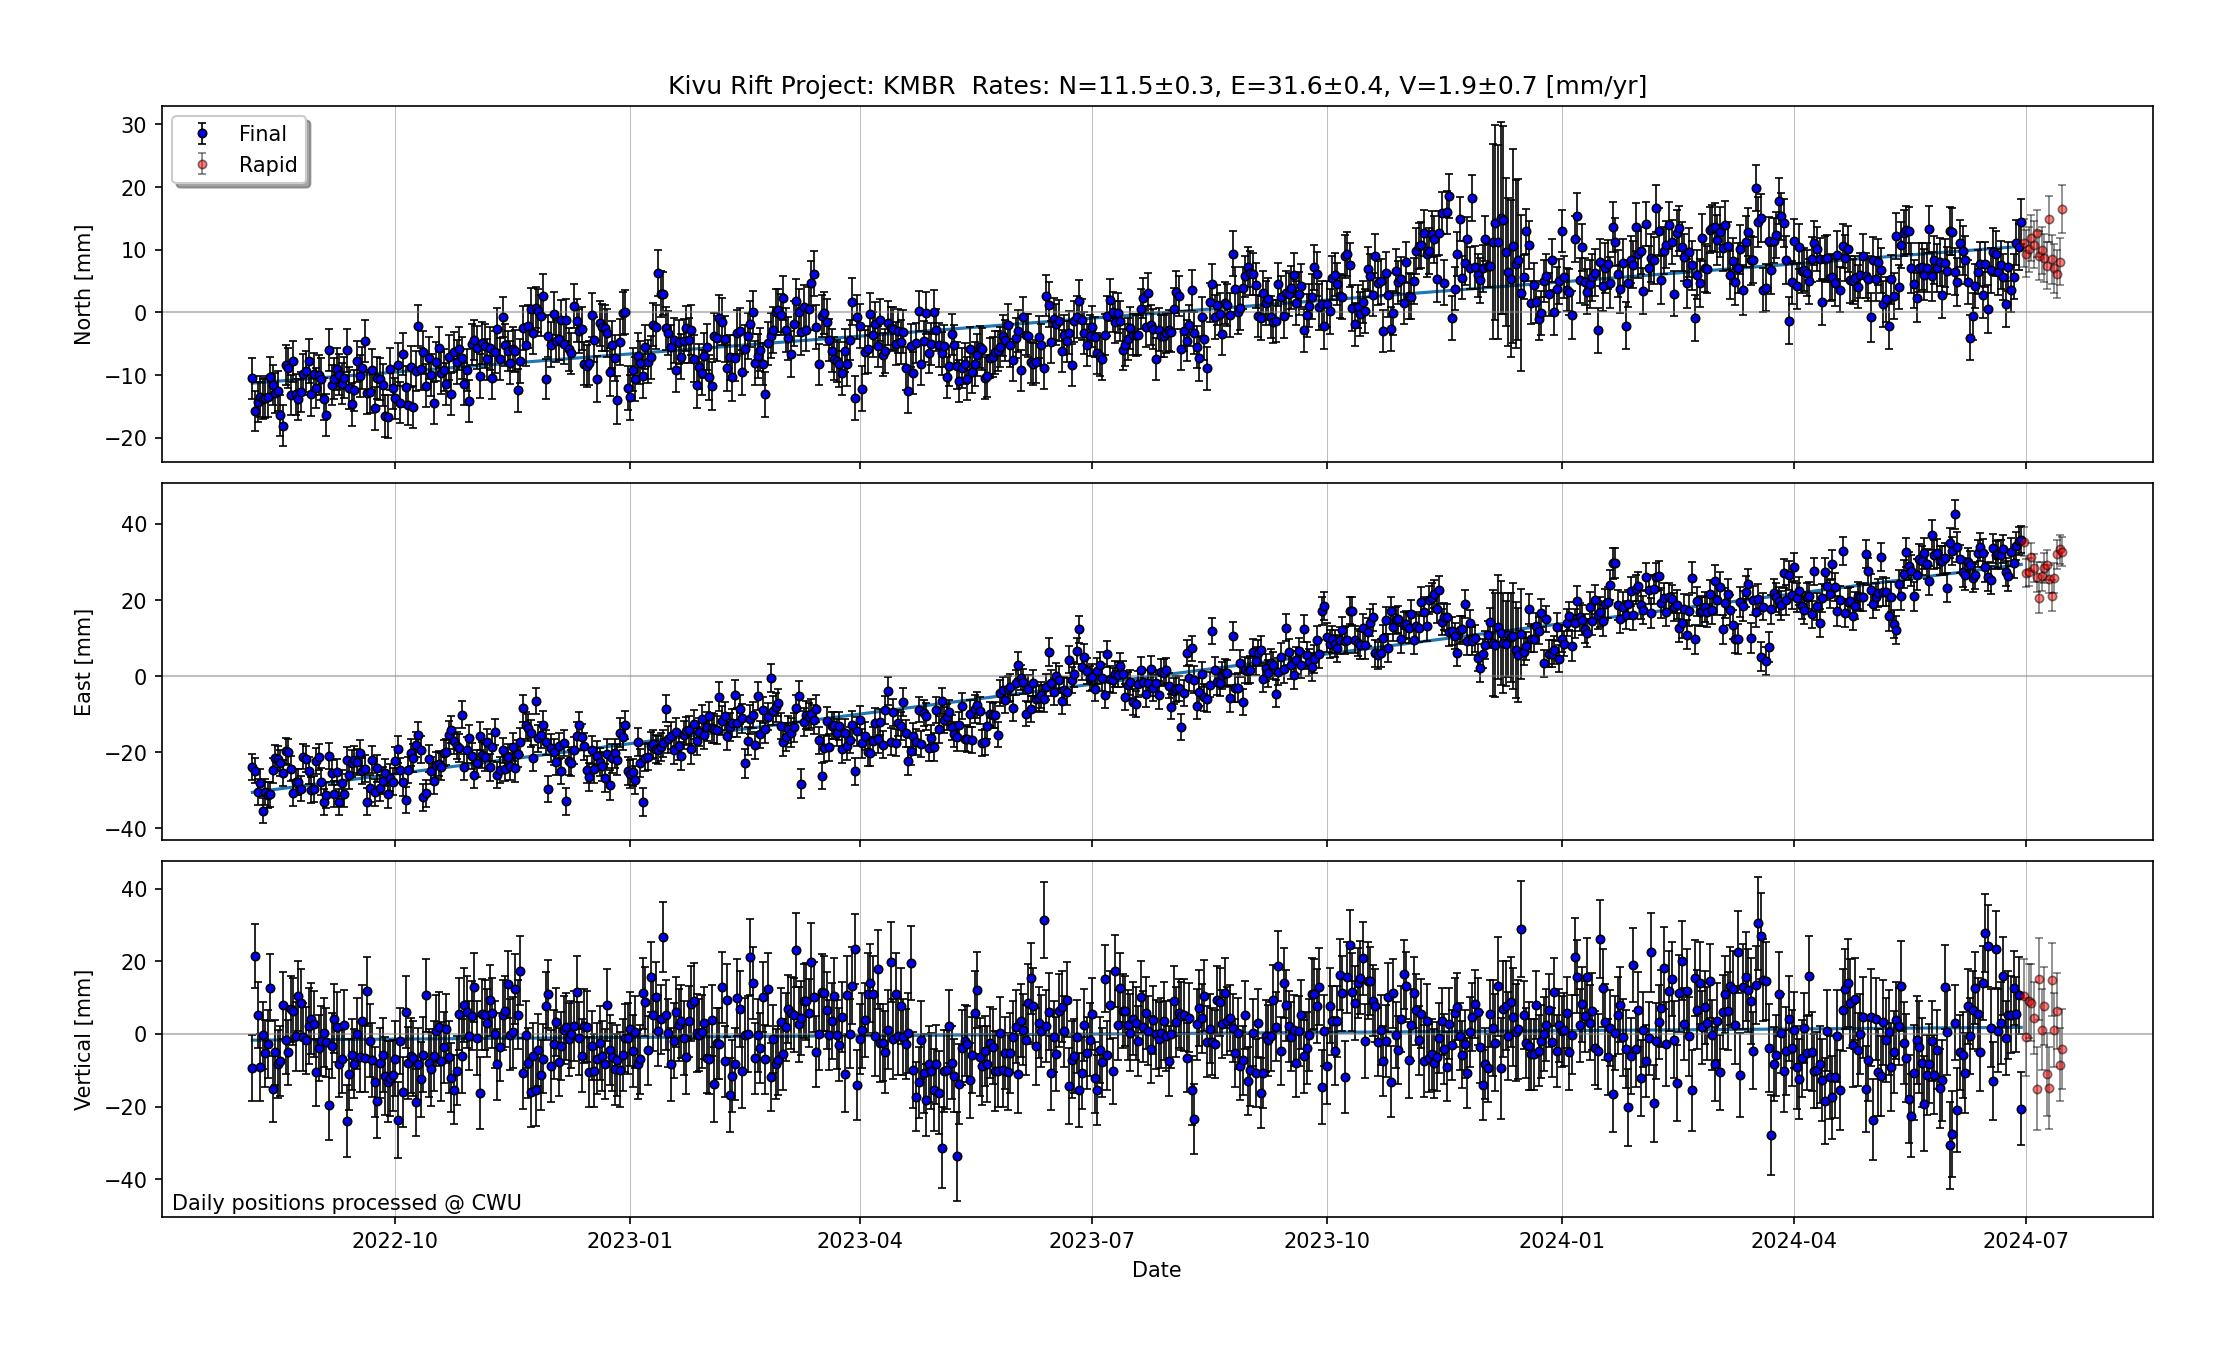 Kivu Rift Project: KMBR  Rates: N=11.5±0.3, E=31.6±0.4, V=1.9±0.7 [mm/yr]
Final
Rapid
North [mm]
30
20
10
0
−10
−20
East [mm]
40
20
0
−20
−40
Vertical [mm]
40
20
0
−20
−40
Daily positions processed @ CWU
2022-10 2023-01 2023-04 2023-07 2023-10 2024-01 2024-04 2024-07
Date